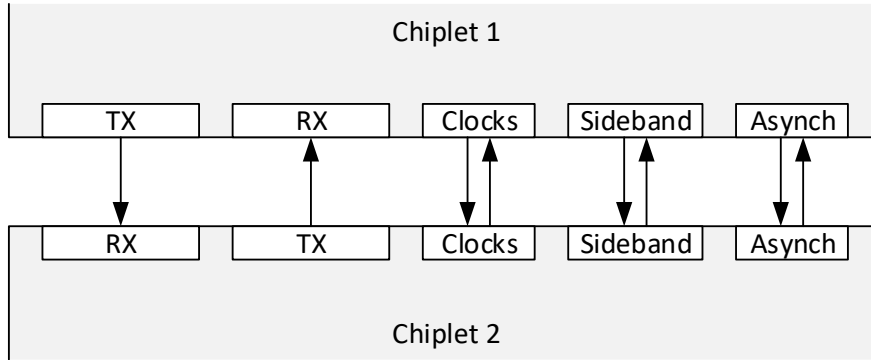 Chiplet 1
TX RX Clocks Sideband Asynch
RX TX Clocks Sideband Asynch
Chiplet 2